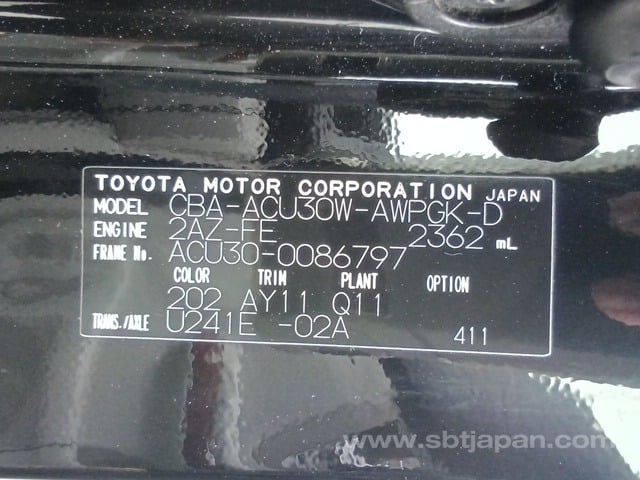 TOYOTA MOTOR CORPORATION JAPAN
MODEL CBA-ACU30W-AWPGK-D
ENGINE 2AZ-FE 2362 mL
FRAME No. ACU30-0086797
COLOR TRIM PLANT OPTION
202 AY11 Q11
TRANS./AXLE U241E -02A 411
www.sbtjapan.com